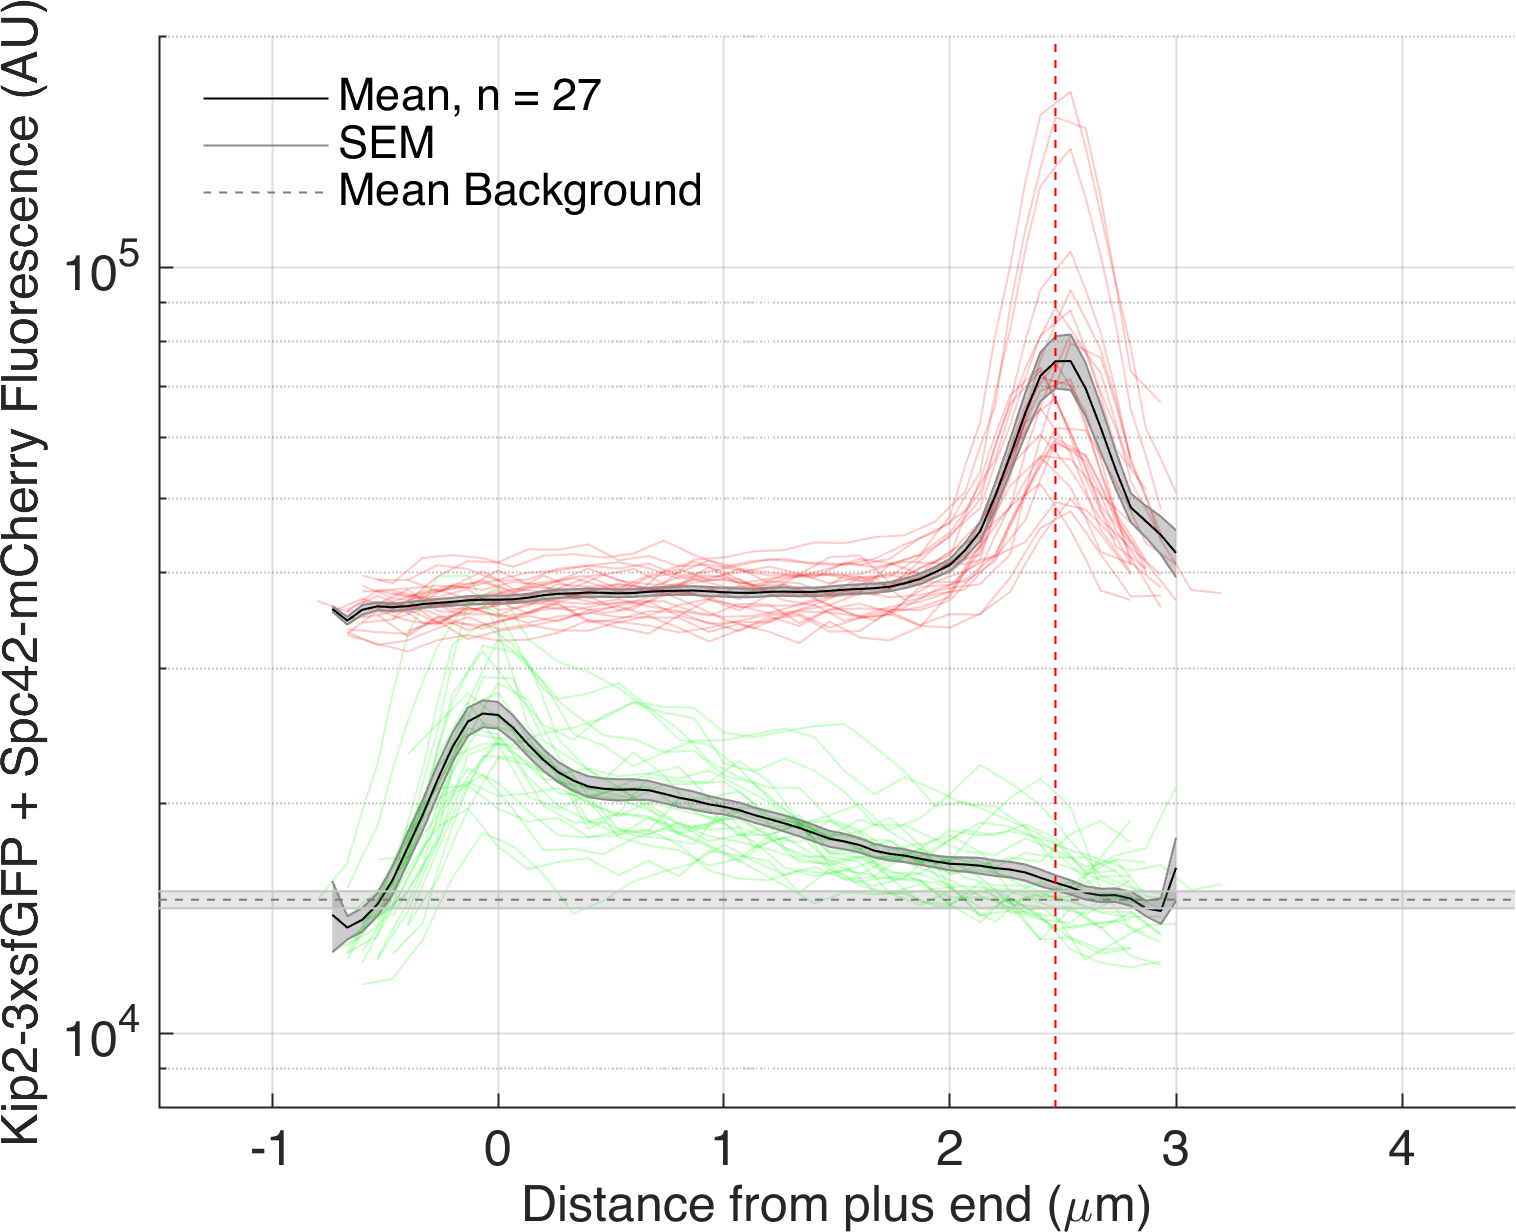 Kip2-3xsfGFP + Spc42-mCherry Fluorescence (AU)
Mean, n = 27
SEM
Mean Background
10^5
10^4
-1 0 1 2 3 4
Distance from plus end (μm)